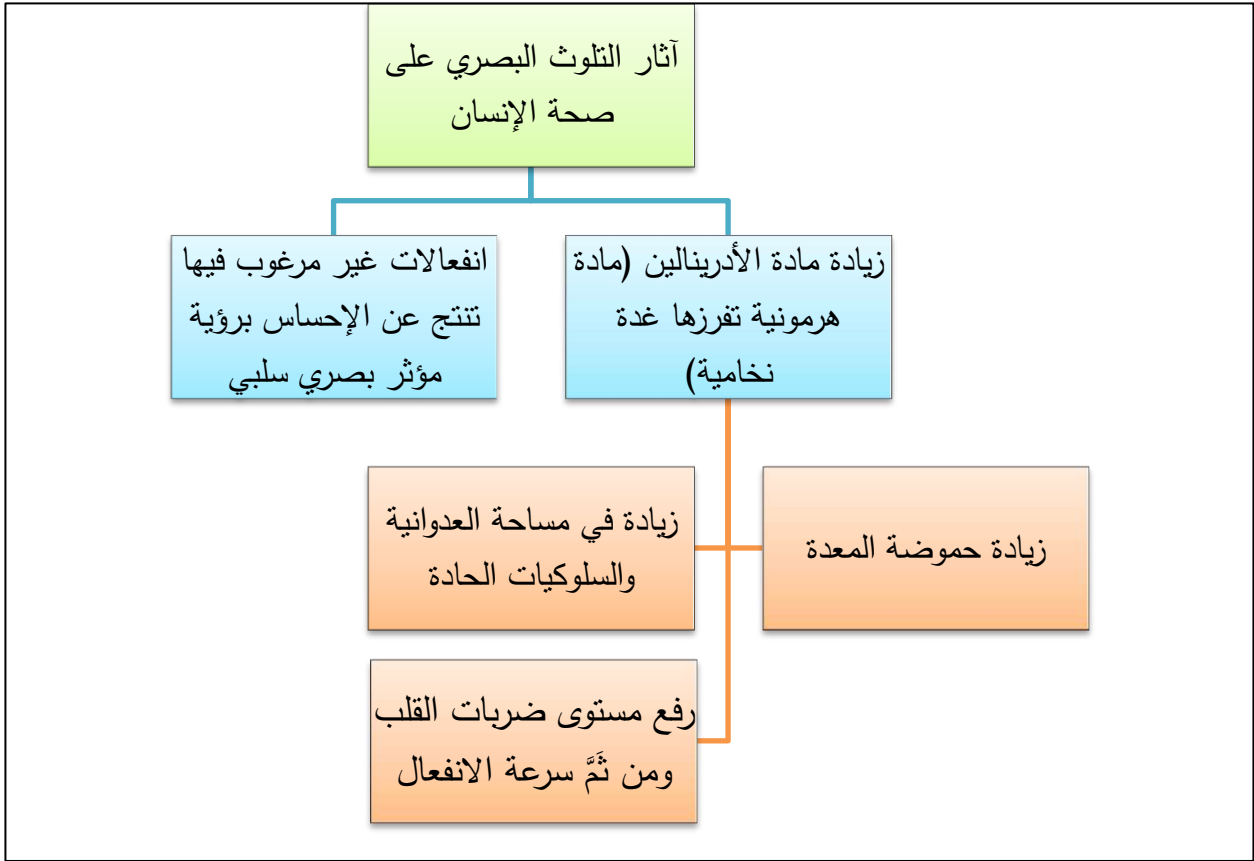 آثار التلوث البصري على
صحة الإنسان
زيادة مادة الأدرينالين (مادة
هرمونية تفرزها غدة
نخامية)
انفعالات غير مرغوب فيها
تنتج عن الإحساس برؤية
مؤثر بصري سلبي
زيادة حموضة المعدة
زيادة في مساحة العدوانية
والسلوكيات الحادة
رفع مستوى ضربات القلب
ومن ثَمَّ سرعة الانفعال